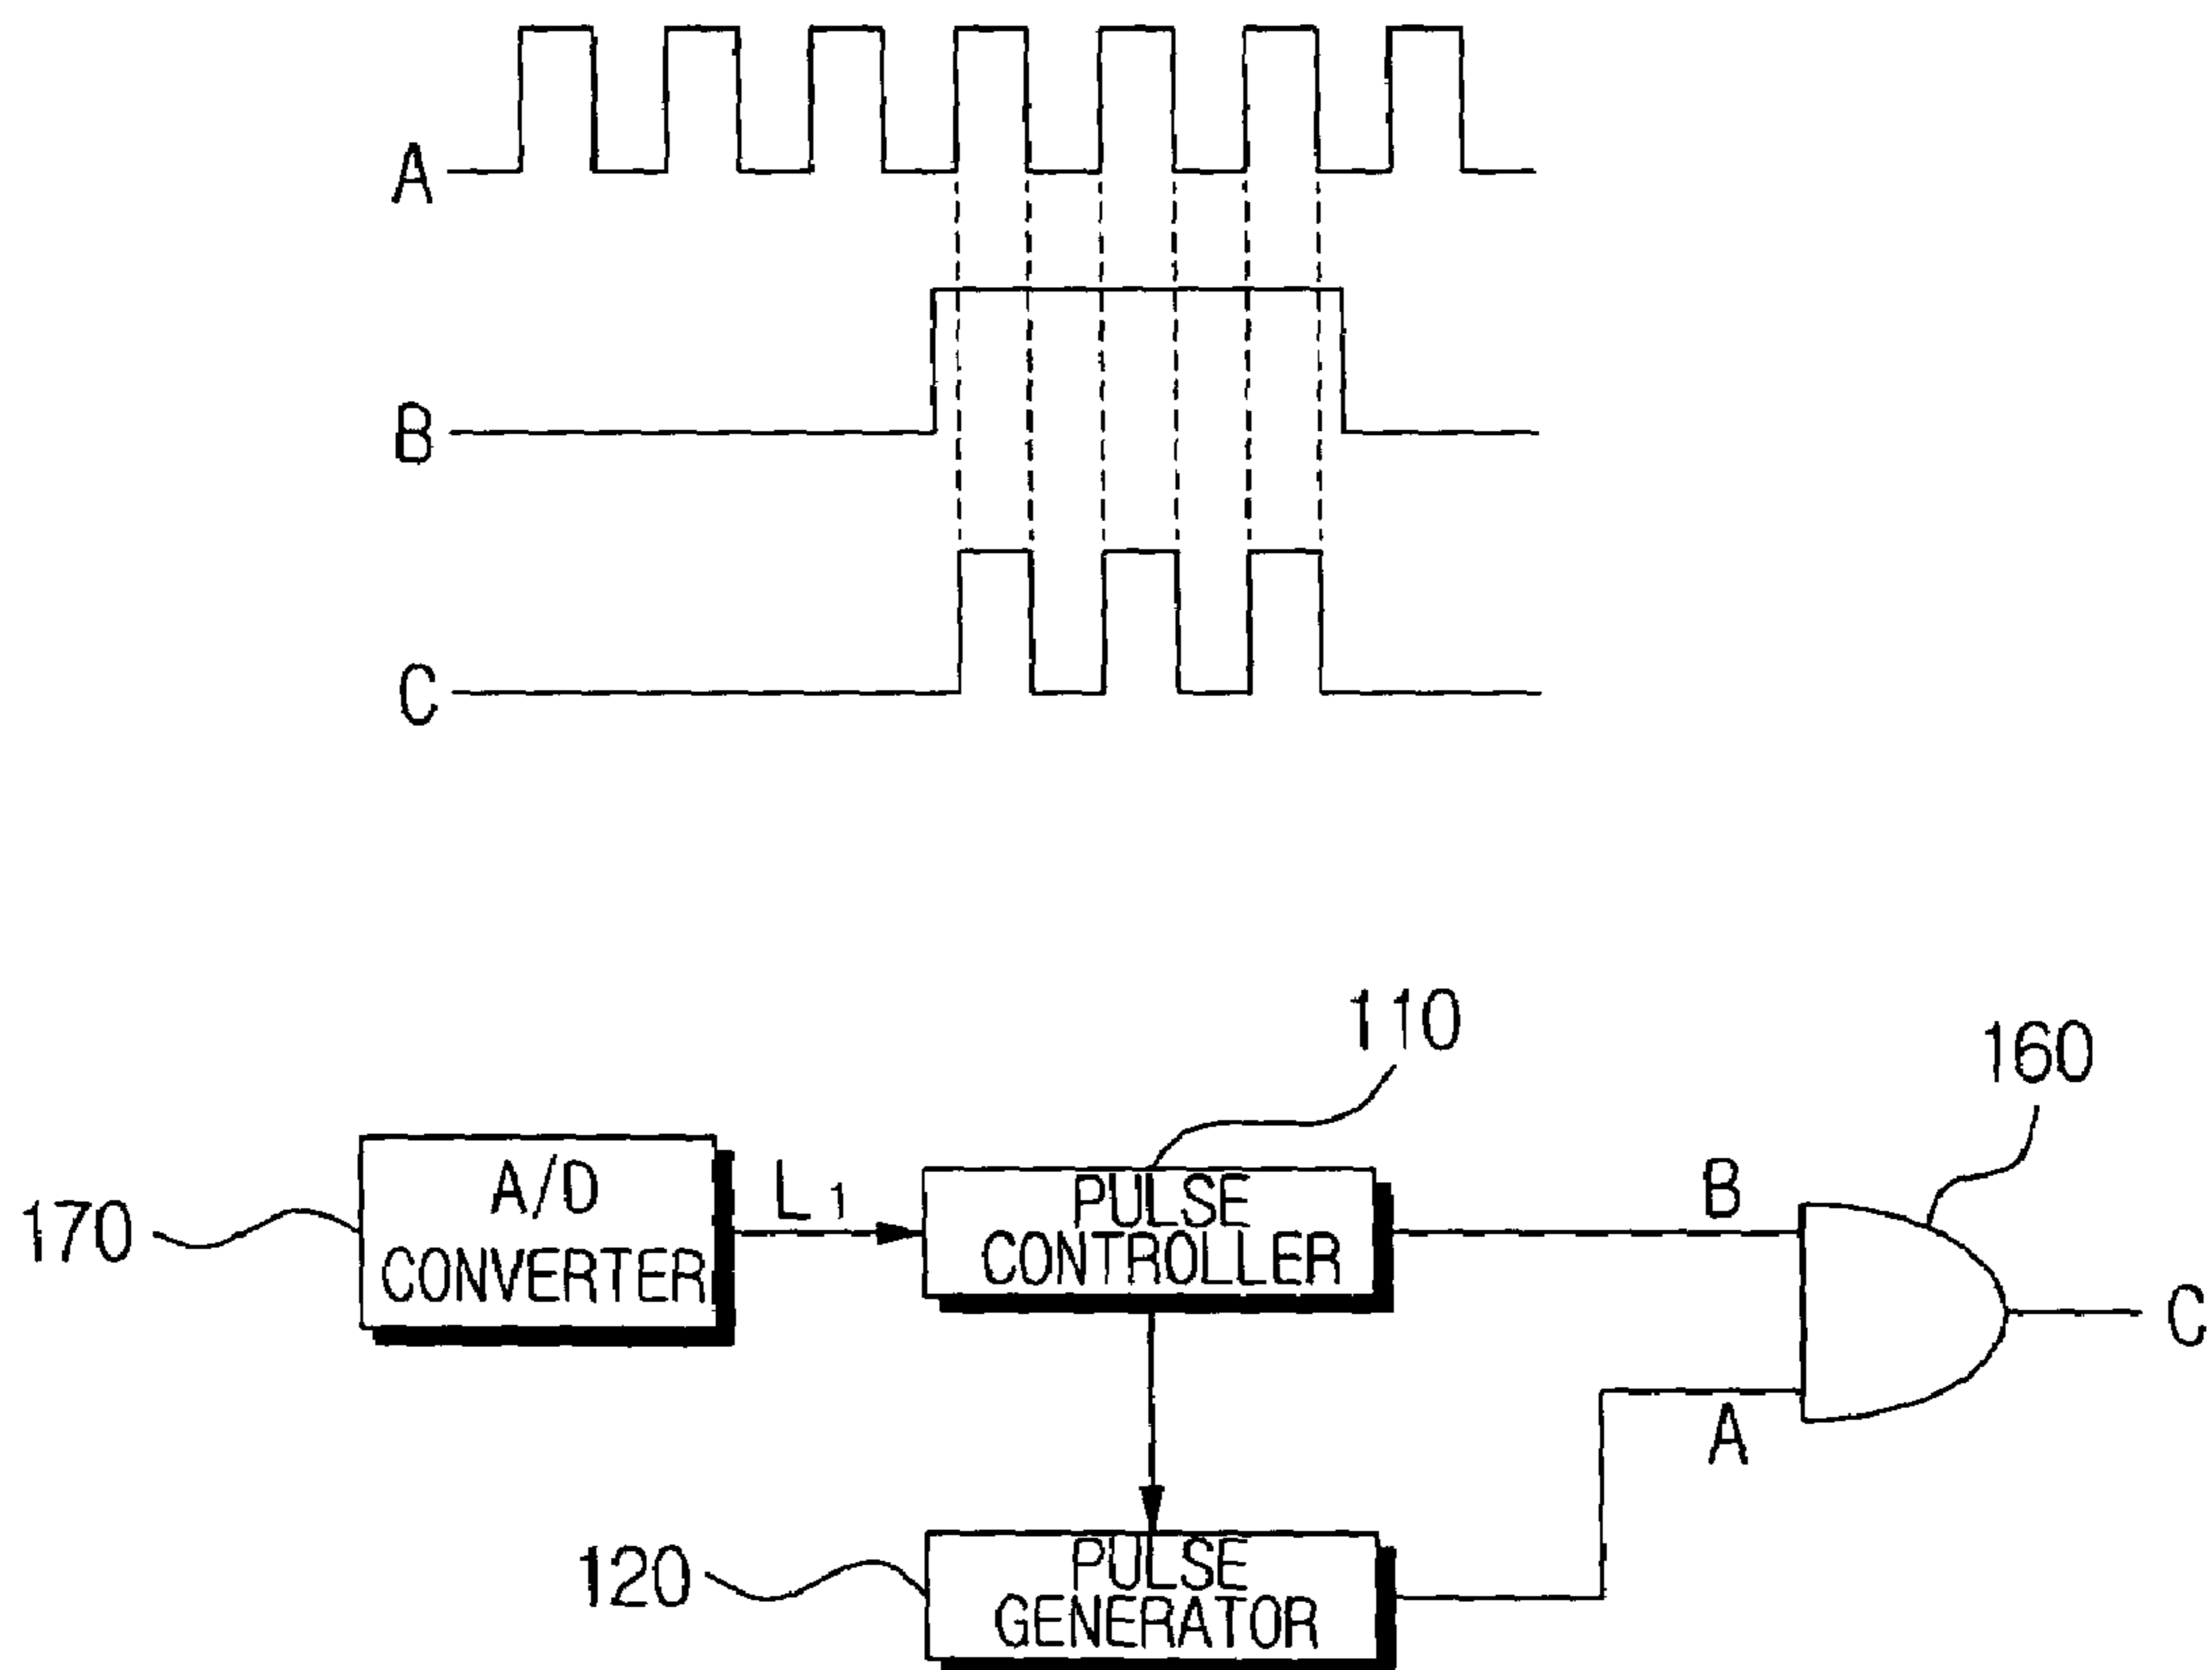 A
B
C
110
160
A/D
CONVERTER
L1
PULSE
CONTROLLER
B
170
C
A
120
PULSE
GENERATOR